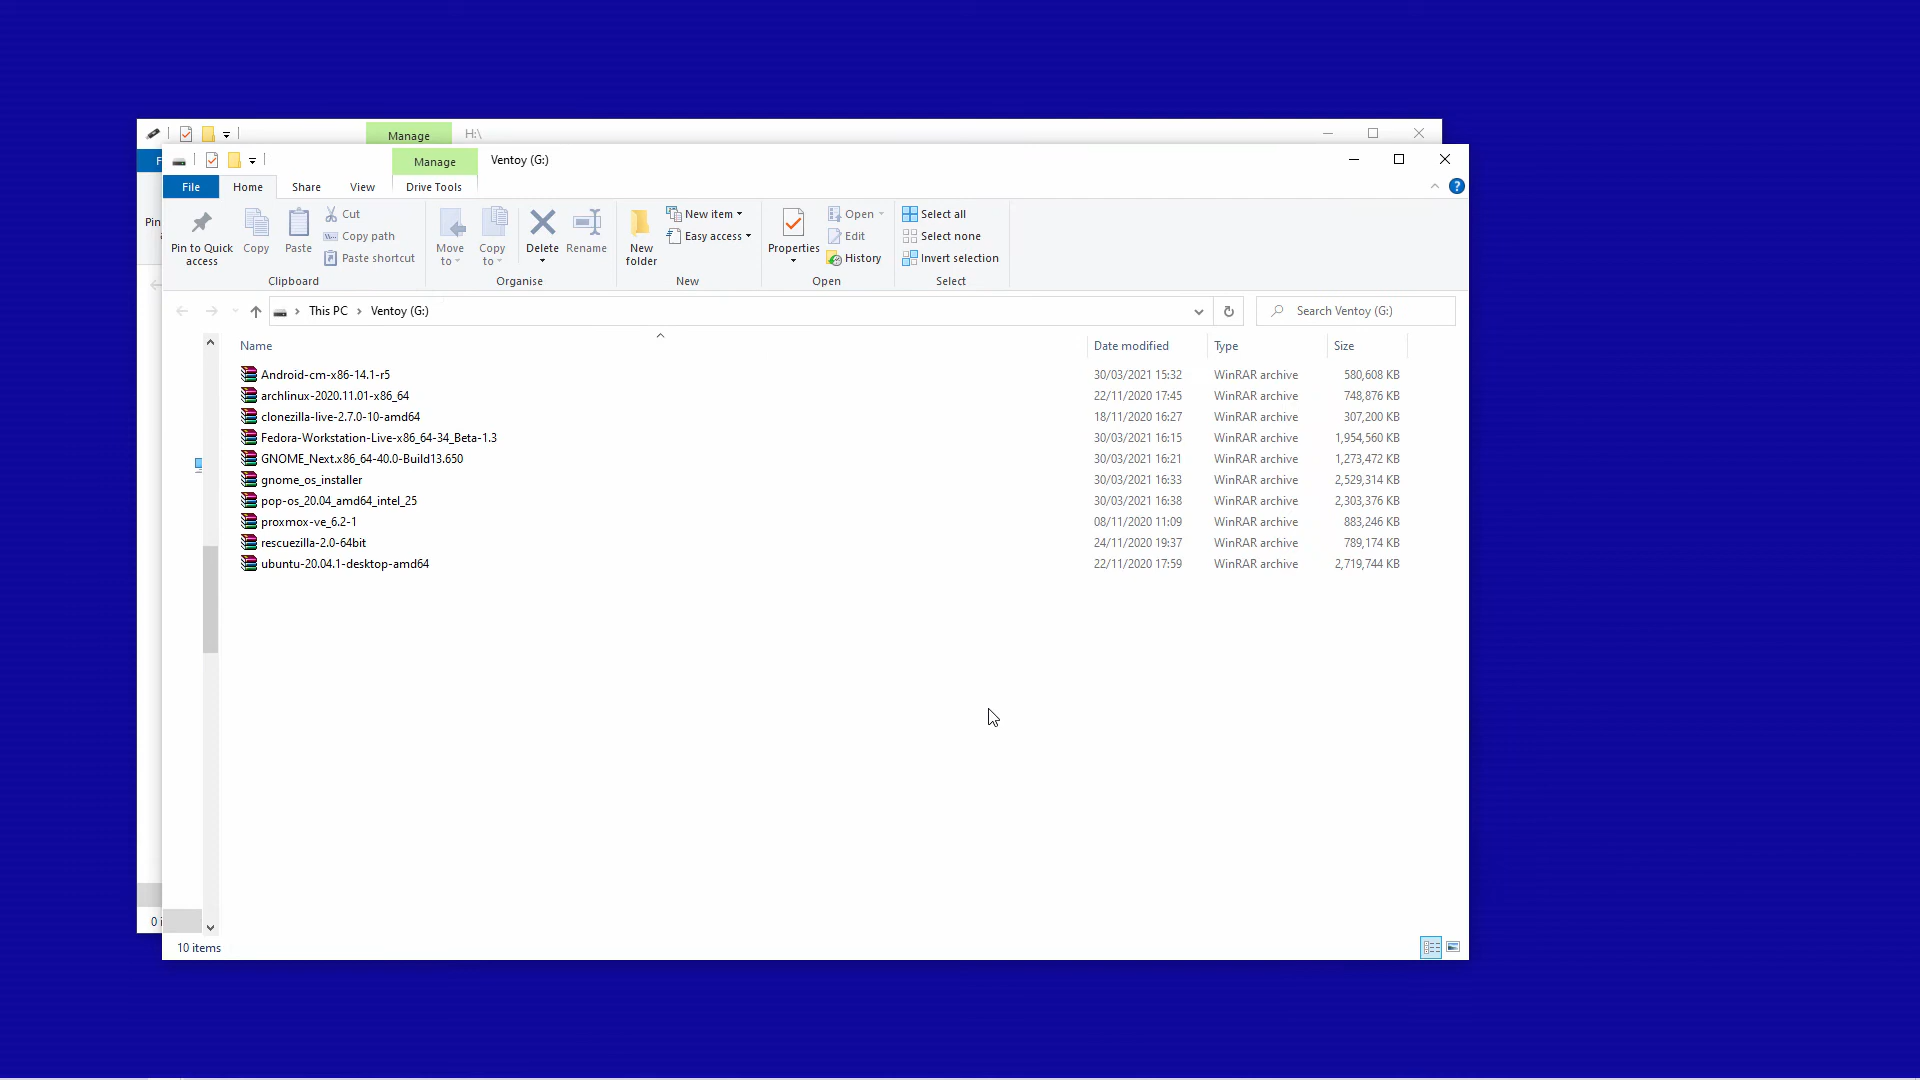 Manage H:\
Manage Ventoy (G:)
File Home Share View Drive Tools
Pin to Quick access
Copy
Paste
Cut
Copy path
Paste shortcut
Clipboard
Move to
Copy to
Delete
Rename
Organise
New folder
New item
Easy access
New
Properties
Open
Edit
History
Open
Select all
Select none
Invert selection
Select
Pin
This PC > Ventoy (G:)
Search Ventoy (G:)
Name Date modified Type Size
Android-cm-x86-14.1-r5 30/03/2021 15:32 WinRAR archive 580,608 KB
archlinux-2020.11.01-x86_64 22/11/2020 17:45 WinRAR archive 748,876 KB
clonezilla-live-2.7.0-10-amd64 18/11/2020 16:27 WinRAR archive 307,200 KB
Fedora-Workstation-Live-x86_64-34_Beta-1.3 30/03/2021 16:15 WinRAR archive 1,954,560 KB
GNOME_Next.x86_64-40.0-Build13.650 30/03/2021 16:21 WinRAR archive 1,273,472 KB
gnome_os_installer 30/03/2021 16:33 WinRAR archive 2,529,314 KB
pop-os_20.04_amd64_intel_25 30/03/2021 16:38 WinRAR archive 2,303,376 KB
proxmox-ve_6.2-1 08/11/2020 11:09 WinRAR archive 883,246 KB
rescuezilla-2.0-64bit 24/11/2020 19:37 WinRAR archive 789,174 KB
ubuntu-20.04.1-desktop-amd64 22/11/2020 17:59 WinRAR archive 2,719,744 KB
0 i
10 items